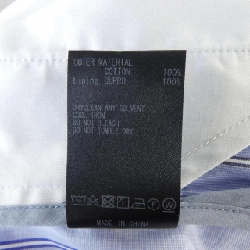 OUTER MATERIAL
COTTON 100%
Lining CUPRO 100%
DRYCLEAN ANY SOLVENT
COOL IRON
DO NOT BLEACH
DO NOT TUMBLE DRY
MADE IN CHINA